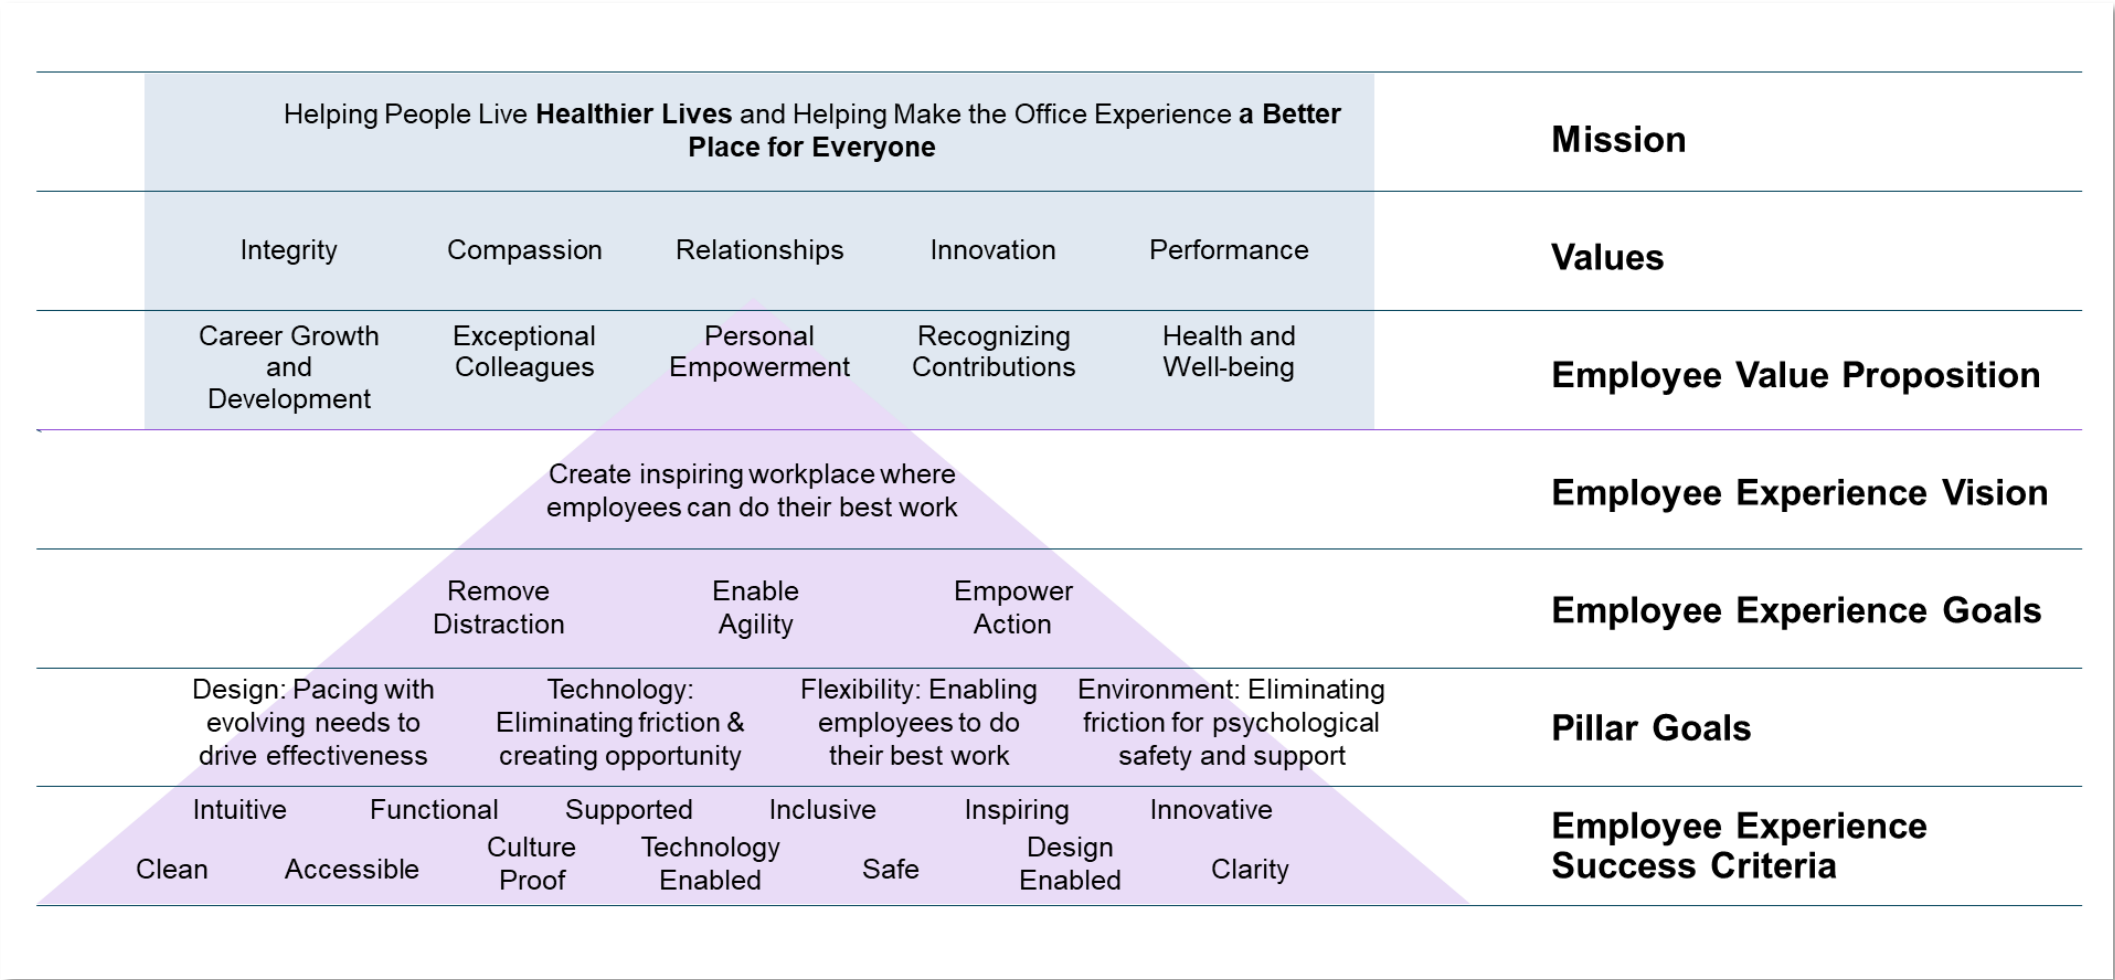 Helping People Live Healthier Lives and Helping Make the Office Experience a Better
Place for Everyone
Mission
Integrity Compassion Relationships Innovation Performance
Values
Career Growth
and
Development
Exceptional
Colleagues
Personal
Empowerment
Recognizing
Contributions
Health and
Well-being
Employee Value Proposition
Create inspiring workplace where
employees can do their best work
Employee Experience Vision
Remove
Distraction
Enable
Agility
Empower
Action
Employee Experience Goals
Design: Pacing with
evolving needs to
drive effectiveness
Technology:
Eliminating friction &
creating opportunity
Flexibility: Enabling
employees to do
their best work
Environment: Eliminating
friction for psychological
safety and support
Pillar Goals
Intuitive Functional Supported Inclusive Inspiring Innovative
Clean
Accessible
Culture
Proof
Technology
Enabled
Safe
Design
Enabled
Clarity
Employee Experience
Success Criteria